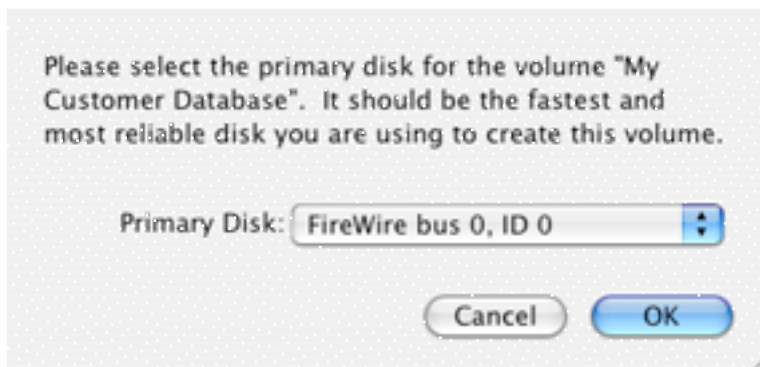 Please select the primary disk for the volume "My
Customer Database".  It should be the fastest and
most reliable disk you are using to create this volume.
Primary Disk: FireWire bus 0, ID 0
Cancel OK